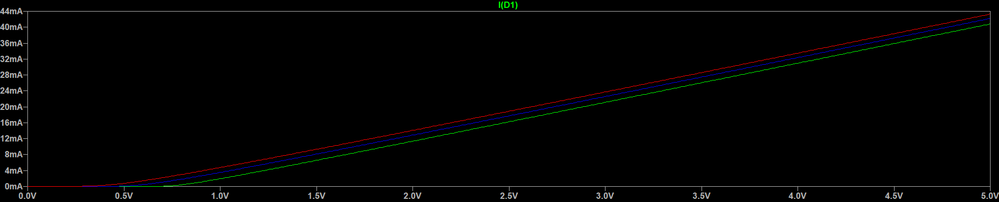 I(D1)
44mA
40mA
36mA
32mA
28mA
24mA
20mA
16mA
12mA
8mA
4mA
0mA
0.0V 0.5V 1.0V 1.5V 2.0V 2.5V 3.0V 3.5V 4.0V 4.5V 5.0V